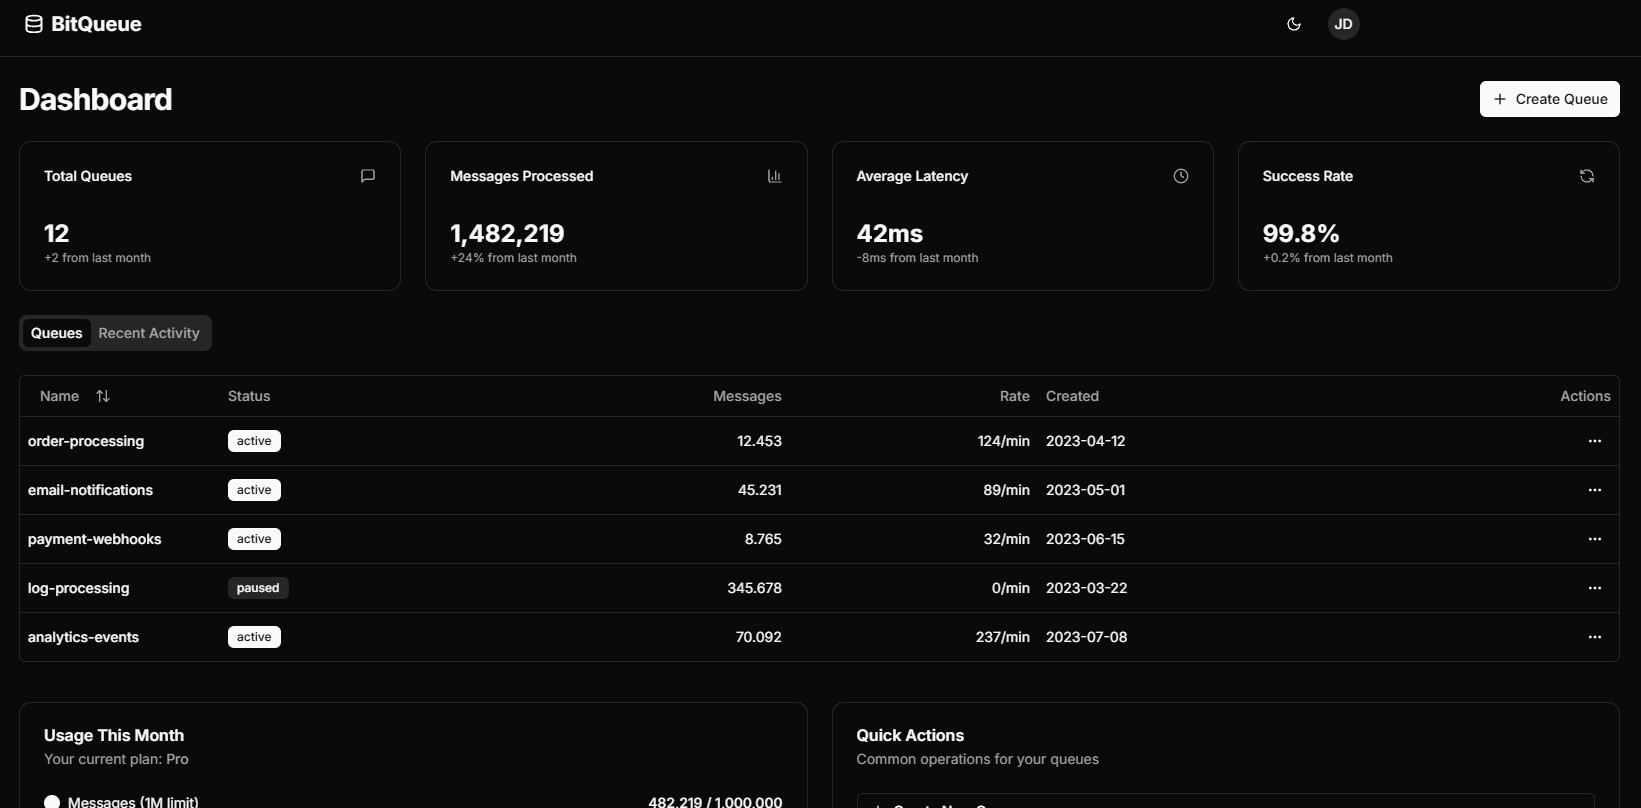 BitQueue
JD
Dashboard
Create Queue
Total Queues
12
+2 from last month
Messages Processed
1,482,219
+24% from last month
Average Latency
42ms
-8ms from last month
Success Rate
99.8%
+0.2% from last month
Queues Recent Activity
Name Status Messages Rate Created Actions
order-processing active 12.453 124/min 2023-04-12
email-notifications active 45.231 89/min 2023-05-01
payment-webhooks active 8.765 32/min 2023-06-15
log-processing paused 345.678 0/min 2023-03-22
analytics-events active 70.092 237/min 2023-07-08
Usage This Month
Your current plan: Pro
Messages (1M limit) 482,219 / 1,000,000
Quick Actions
Common operations for your queues